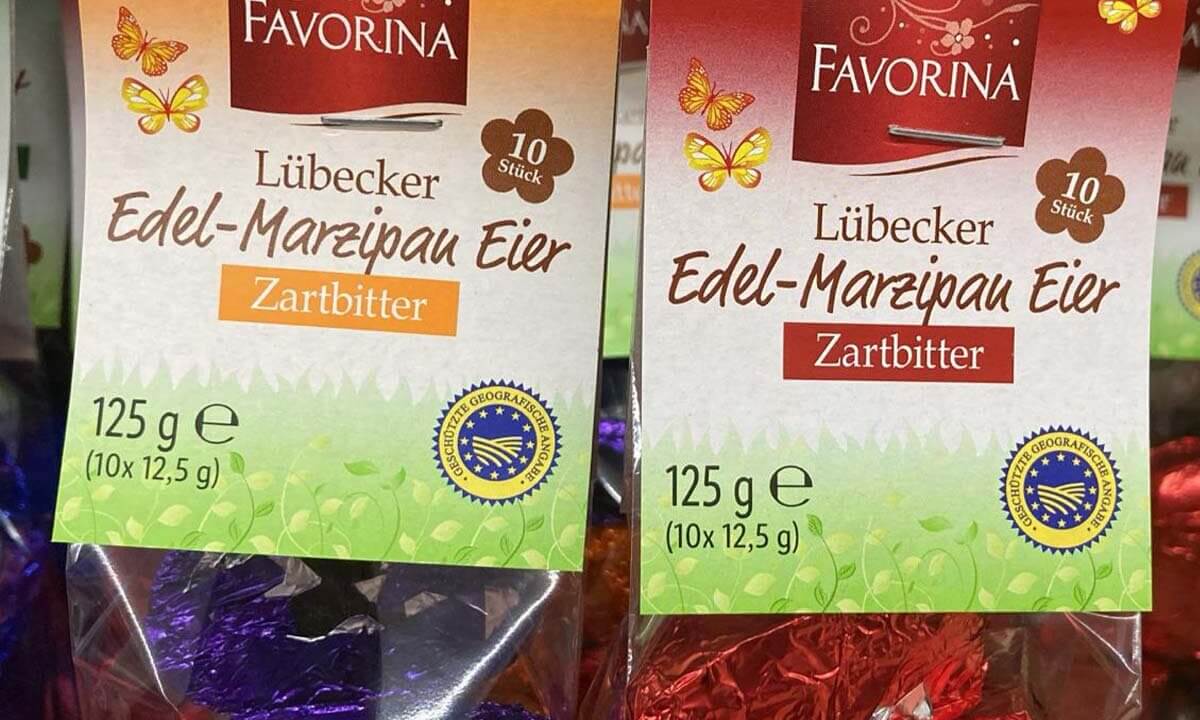 FAVORINA
10
Stück
Lübecker
Edel-Marzipan Eier
Zartbitter
125 g e
(10x 12,5 g)
GESCHÜTZTE GEOGRAFISCHE ANGABE
FAVORINA
10
Stück
Lübecker
Edel-Marzipan Eier
Zartbitter
125 g e
(10x 12,5 g)
GESCHÜTZTE GEOGRAFISCHE ANGABE